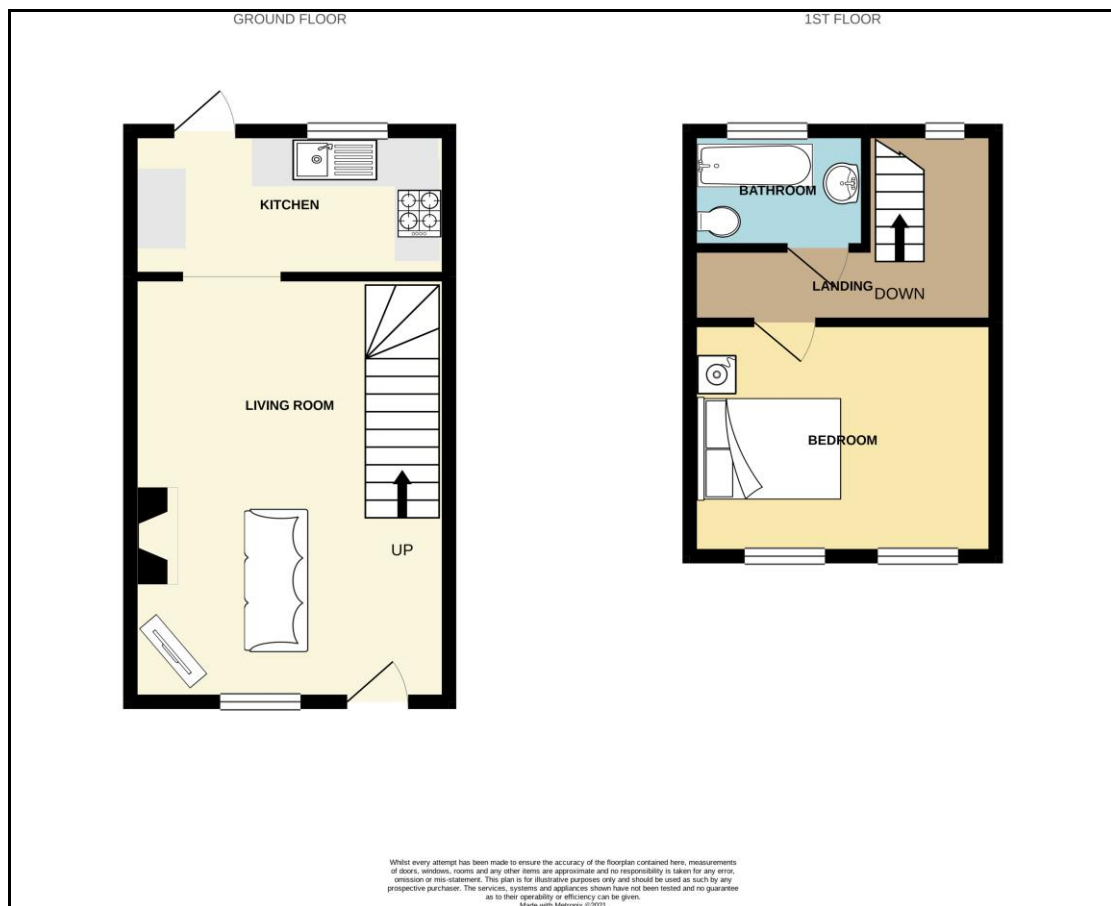 GROUND FLOOR
1ST FLOOR
KITCHEN
BATHROOM
LANDING
DOWN
LIVING ROOM
BEDROOM
UP
Whilst every attempt has been made to ensure the accuracy of the floorplan contained here, measurements
of doors, windows, rooms and any other items are approximate and no responsibility is taken for any error,
omission or mis-statement. This plan is for illustrative purposes only and should be used as such by any
prospective purchaser. The services, systems and appliances shown have not been tested and no guarantee
as to their operability or efficiency can be given.
Made with Metropix ©2021